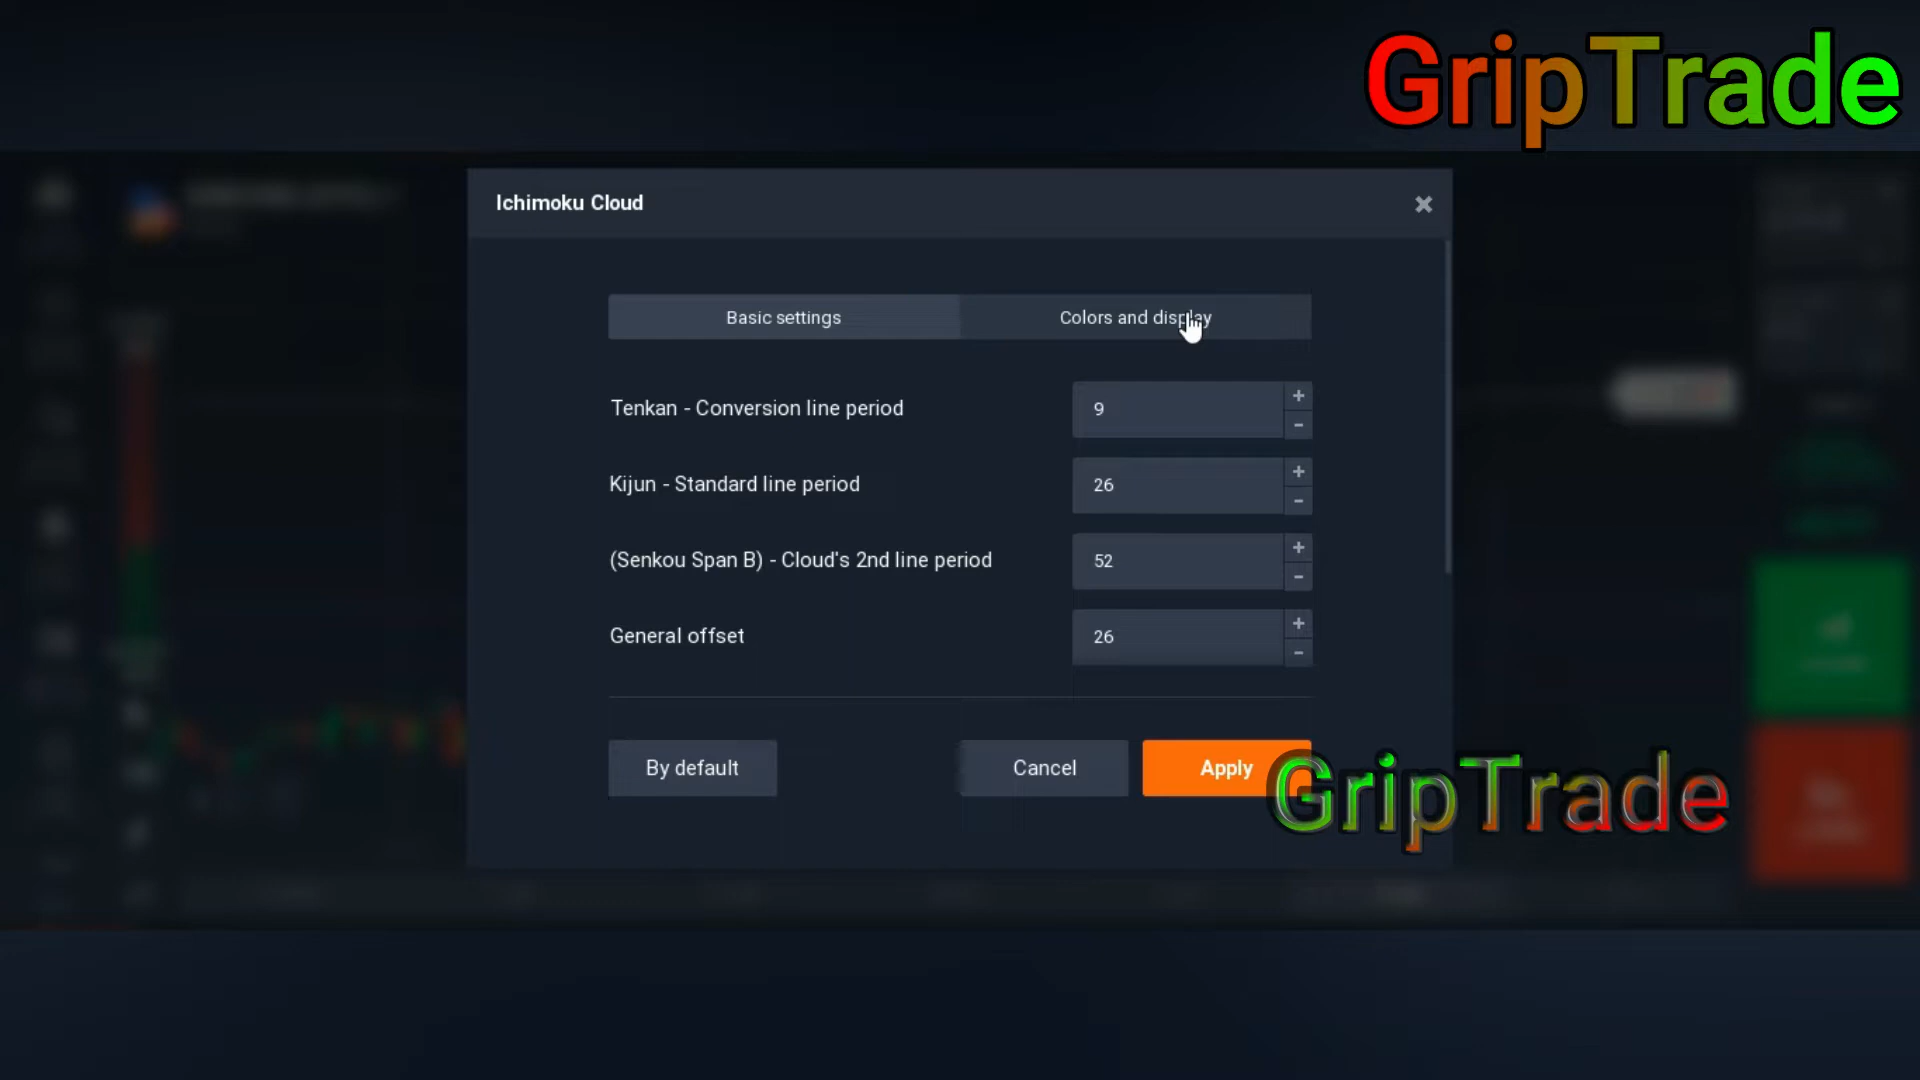 GripTrade
Ichimoku Cloud
Basic settings
Colors and display
Tenkan - Conversion line period
9
Kijun - Standard line period
26
(Senkou Span B) - Cloud's 2nd line period
52
General offset
26
By default
Cancel
Apply
GripTrade